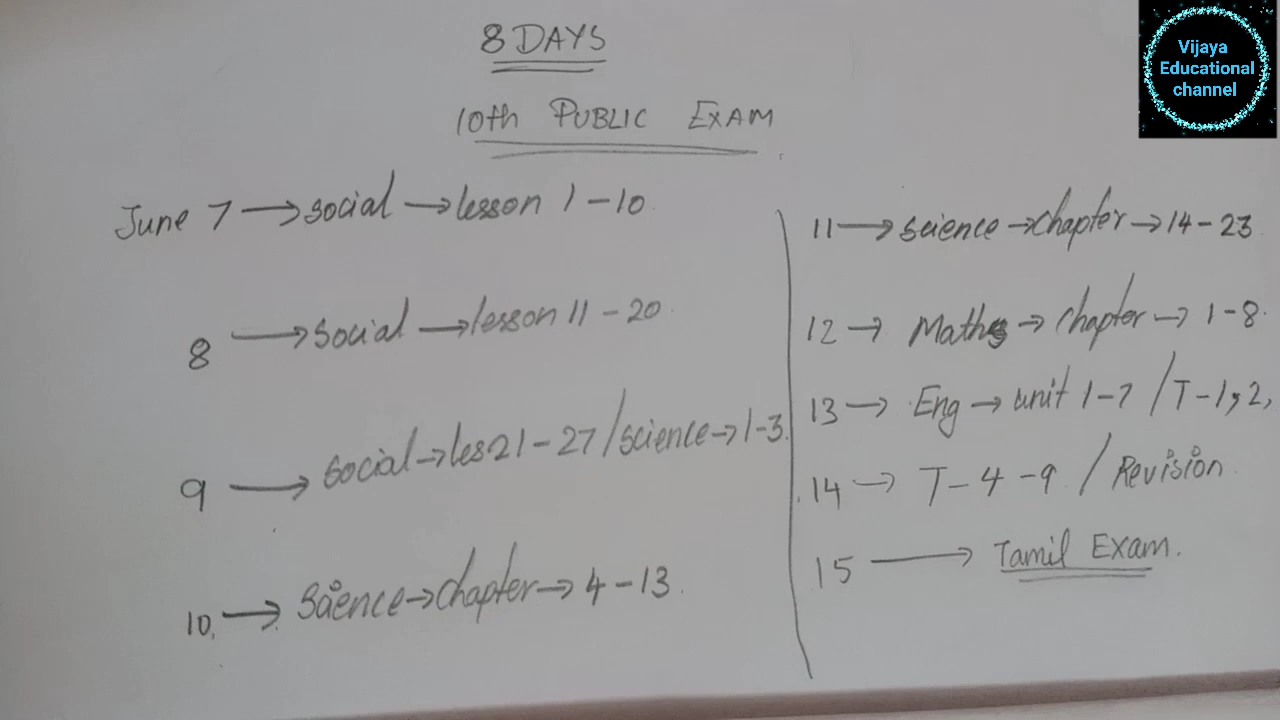 8 DAYS
10th PUBLIC EXAM
June 7 → social → lesson 1 - 10
8 → social → lesson 11 - 20
9 → social → les 21 - 27 / science → 1-3
10. → Science → chapter → 4 - 13
11 → science → chapter → 14 - 23
12 → Maths → chapter → 1-8.
13 → Eng → unit 1-7 / T-1,2,
14 → T - 4 - 9 / Revision
15 → Tamil Exam.
Vijaya
Educational
channel